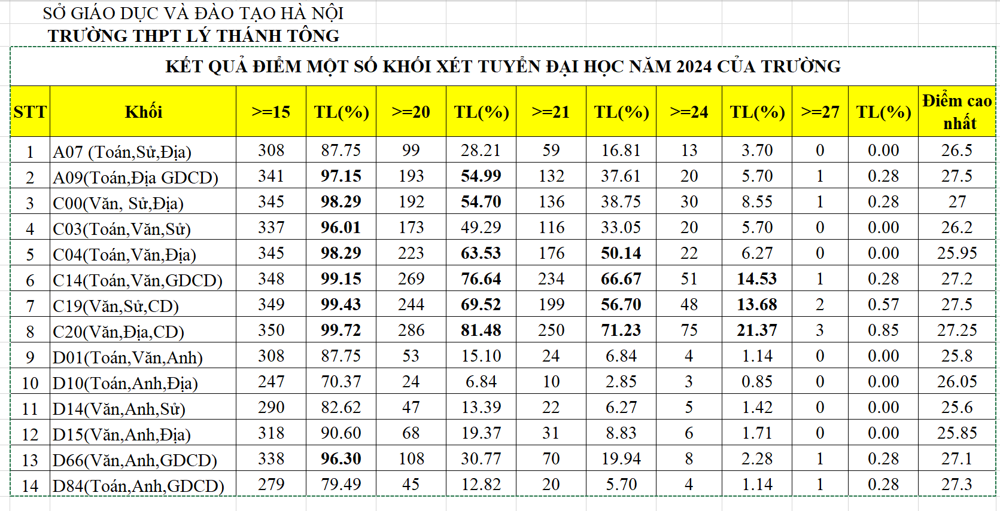 SỞ GIÁO DỤC VÀ ĐÀO TẠO HÀ NỘI
TRƯỜNG THPT LÝ THÁNH TÔNG
KẾT QUẢ ĐIỂM MỘT SỐ KHỐI XÉT TUYỂN ĐẠI HỌC NĂM 2024 CỦA TRƯỜNG
STT Khối >=15 TL(%) >=20 TL(%) >=21 TL(%) >=24 TL(%) >=27 TL(%) Điểm cao nhất
1 A07 (Toán,Sử,Địa) 308 87.75 99 28.21 59 16.81 13 3.70 0 0.00 26.5
2 A09(Toán,Địa GDCD) 341 97.15 193 54.99 132 37.61 20 5.70 1 0.28 27.5
3 C00(Văn, Sử,Địa) 345 98.29 192 54.70 136 38.75 30 8.55 1 0.28 27
4 C03(Toán,Văn,Sử) 337 96.01 173 49.29 116 33.05 20 5.70 0 0.00 26.2
5 C04(Toán,Văn,Địa) 345 98.29 223 63.53 176 50.14 22 6.27 0 0.00 25.95
6 C14(Toán,Văn,GDCD) 348 99.15 269 76.64 234 66.67 51 14.53 1 0.28 27.2
7 C19(Văn,Sử,CD) 349 99.43 244 69.52 199 56.70 48 13.68 2 0.57 27.5
8 C20(Văn,Địa,CD) 350 99.72 286 81.48 250 71.23 75 21.37 3 0.85 27.25
9 D01(Toán,Văn,Anh) 308 87.75 53 15.10 24 6.84 4 1.14 0 0.00 25.8
10 D10(Toán,Anh,Địa) 247 70.37 24 6.84 10 2.85 3 0.85 0 0.00 26.05
11 D14(Văn,Anh,Sử) 290 82.62 47 13.39 22 6.27 5 1.42 0 0.00 25.6
12 D15(Văn,Anh,Địa) 318 90.60 68 19.37 31 8.83 6 1.71 0 0.00 25.85
13 D66(Văn,Anh,GDCD) 338 96.30 108 30.77 70 19.94 8 2.28 1 0.28 27.1
14 D84(Toán,Anh,GDCD) 279 79.49 45 12.82 20 5.70 4 1.14 1 0.28 27.3